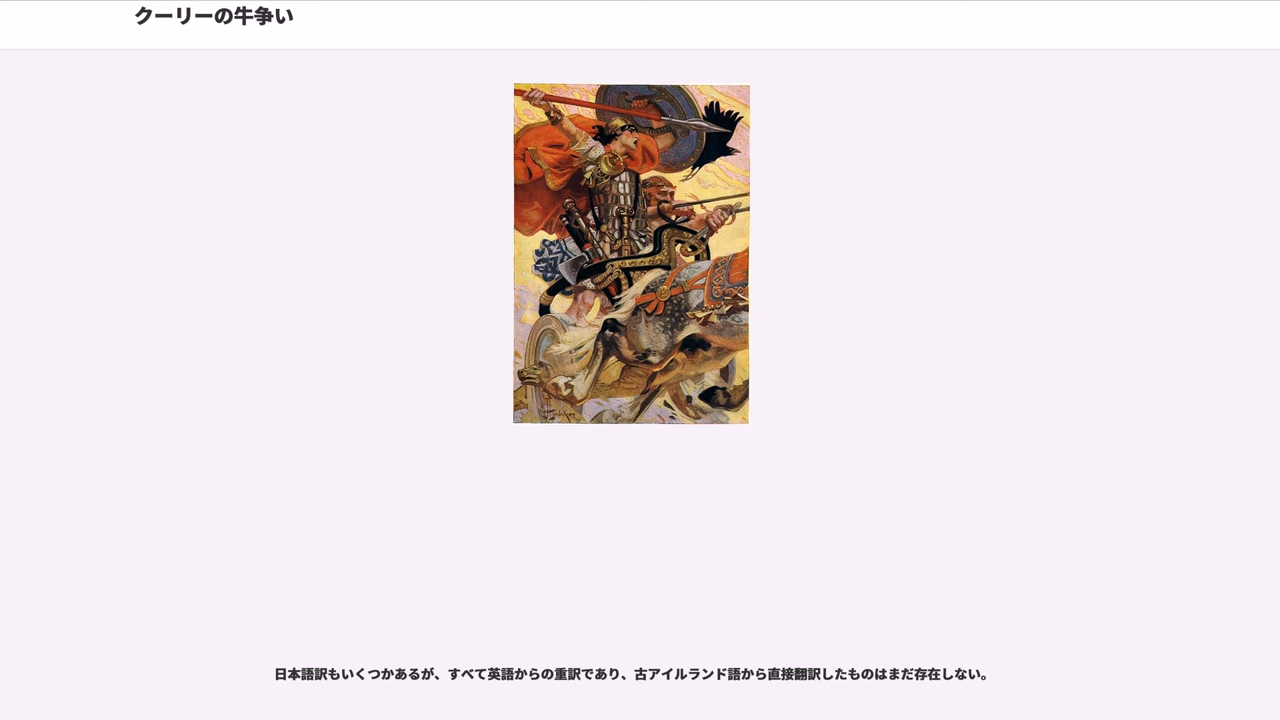 クーリーの牛争い
日本語訳もいくつかあるが、すべて英語からの重訳であり、古アイルランド語から直接翻訳したものはまだ存在しない。